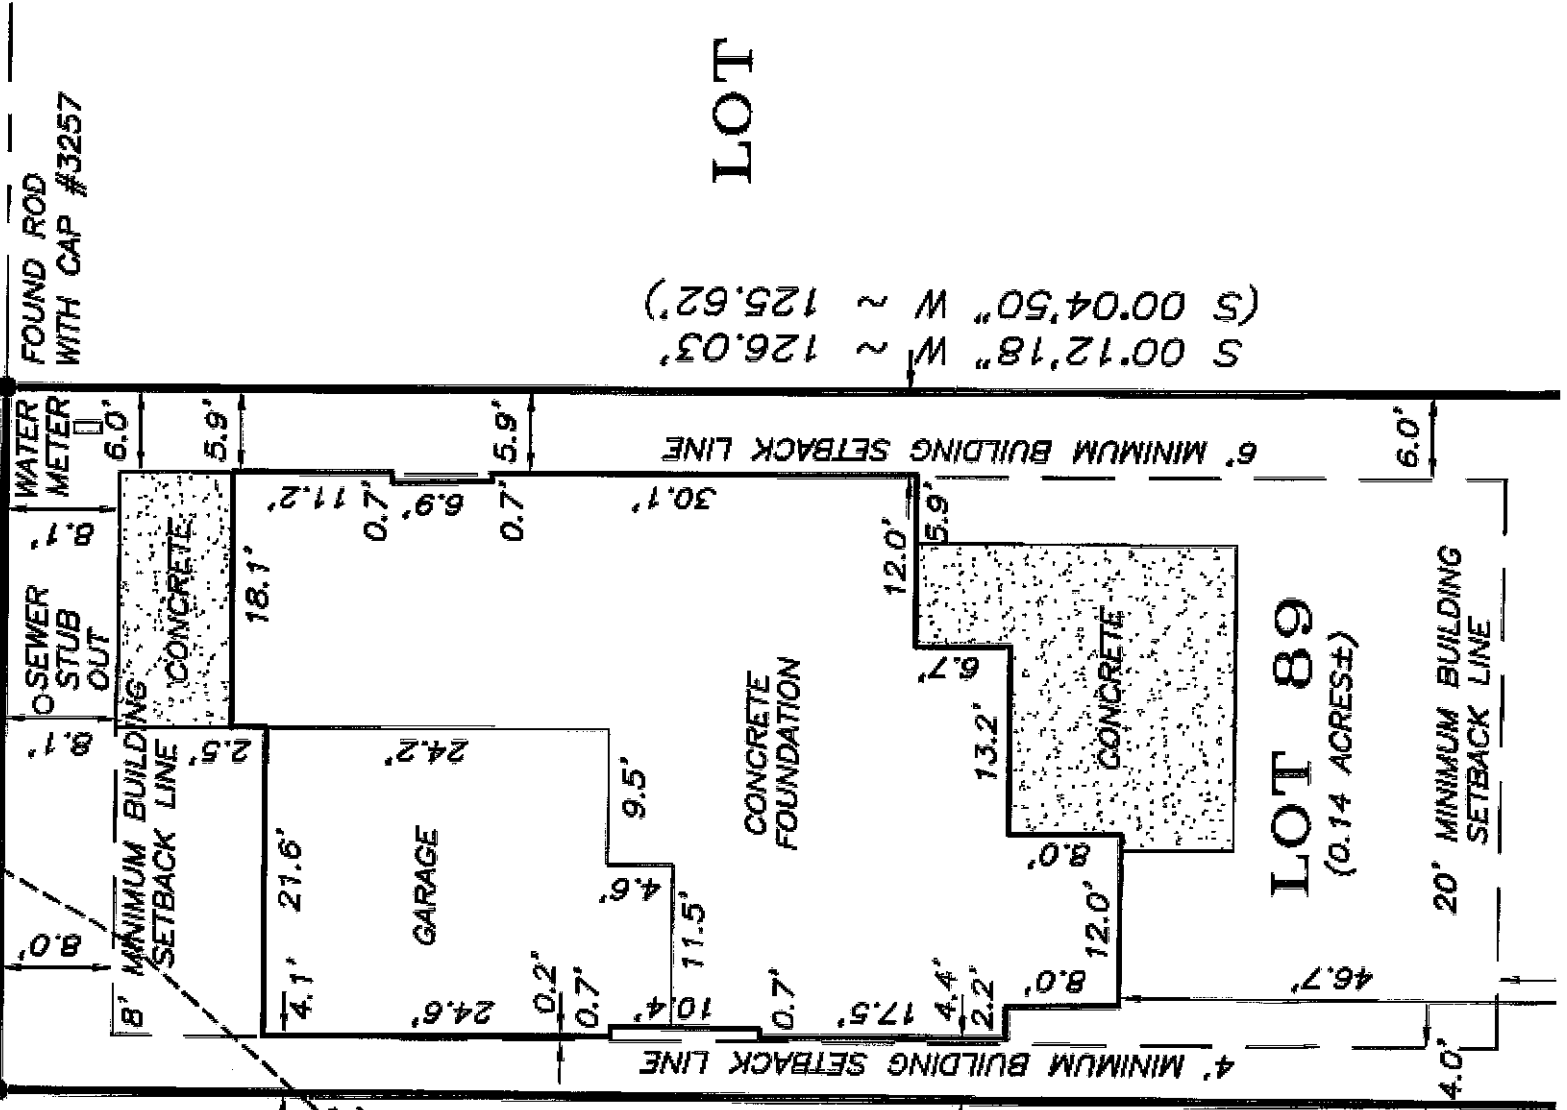 FOUND ROD
WITH CAP #3257
LOT
(S 00°04'50" W ~ 125.62')
S 00°12'18" W ~ 126.03'
WATER
METER
6.0'
5.9'
5.9'
6' MINIMUM BUILDING SETBACK LINE
6.0'
8.1'
CONCRETE
11.2'
0.7'
6.9'
0.7'
30.1'
5.9'
12.0'
18.1'
SEWER
STUB
OUT
8.1'
2.5'
24.2'
9.5'
CONCRETE
FOUNDATION
6.7'
13.2'
CONCRETE
8.0'
12.0'
8.0'
LOT 89
(0.14 ACRES±)
20' MINIMUM BUILDING
SETBACK LINE
8' MINIMUM BUILDING
SETBACK LINE
8.0'
21.6'
GARAGE
4.6'
11.5'
4.1'
24.6'
0.2'
0.7'
10.4'
0.7'
17.5'
4.4'
2.2'
46.7'
4' MINIMUM BUILDING SETBACK LINE
4.0'